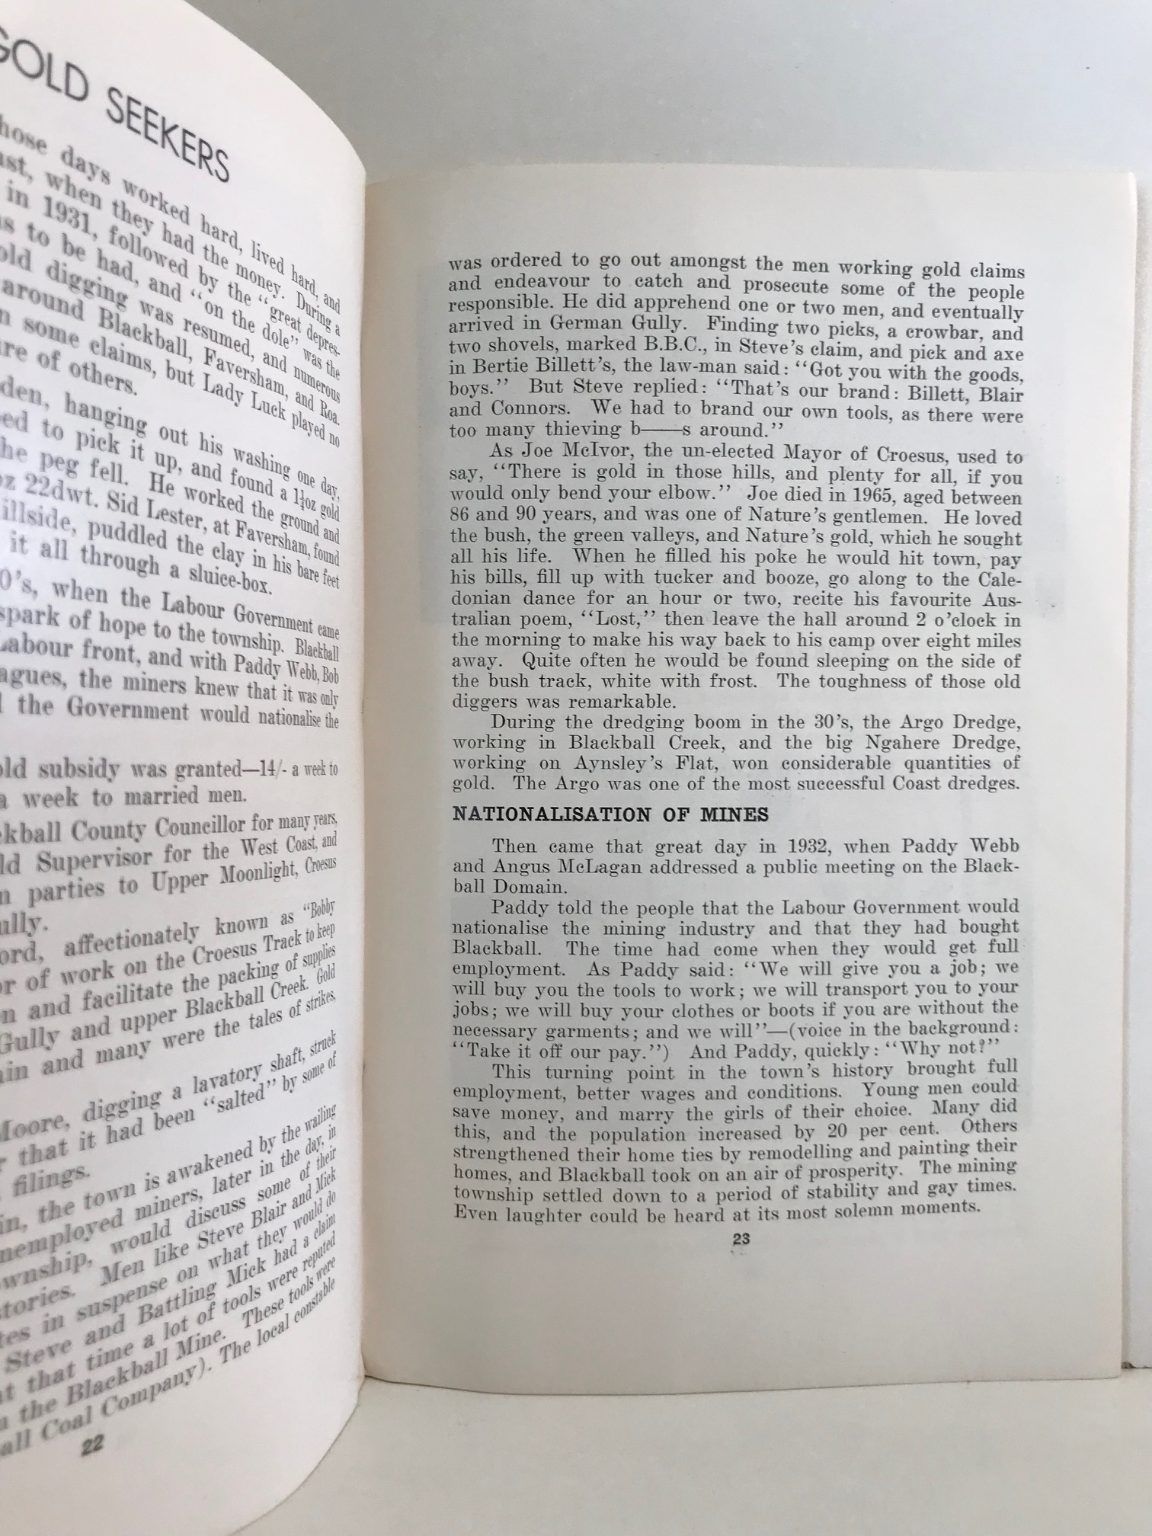 GOLD SEEKERS
those days worked hard, lived hard, and
when they had the money. During a
in 1931, followed by the "great depres-
to be had, and "on the dole" was the
digging was resumed, and numerous
around Blackball, Faversham, and Roa.
some claims, but Lady Luck played no
of others.
hanging out his washing one day,
to pick it up, and found a 1¼oz gold
the peg fell. He worked the ground and
22dwt. Sid Lester, at Faversham, found
hillside, puddled the clay in his bare feet
it all through a sluice-box.
when the Labour Government came
spark of hope to the township. Blackball
Labour front, and with Paddy Webb, Bob
the miners knew that it was only
the Government would nationalise the
subsidy was granted—14/- a week to
a week to married men.
County Councillor for many years,
Supervisor for the West Coast, and
parties to Upper Moonlight, Croesus
affectionately known as "Bobby
of work on the Croesus Track to keep
and facilitate the packing of supplies
Gully and upper Blackball Creek. Gold
and many were the tales of strikes,
Moore, digging a lavatory shaft, struck
that it had been "salted" by some of
filings.
the town is awakened by the wailing
unemployed miners, later in the day, in
township, would discuss some of their
stories. Men like Steve Blair and Mick
in suspense on what they would do
Steve and Battling Mick had a claim
that time a lot of tools were reputed
the Blackball Mine. These tools were
Coal Company). The local constable
22
was ordered to go out amongst the men working gold claims
and endeavour to catch and prosecute some of the people
responsible. He did apprehend one or two men, and eventually
arrived in German Gully. Finding two picks, a crowbar, and
two shovels, marked B.B.C., in Steve's claim, and pick and axe
in Bertie Billett's, the law-man said: "Got you with the goods,
boys." But Steve replied: "That's our brand: Billett, Blair
and Connors. We had to brand our own tools, as there were
too many thieving b——s around."
As Joe McIvor, the un-elected Mayor of Croesus, used to
say, "There is gold in those hills, and plenty for all, if you
would only bend your elbow." Joe died in 1965, aged between
86 and 90 years, and was one of Nature's gentlemen. He loved
the bush, the green valleys, and Nature's gold, which he sought
all his life. When he filled his poke he would hit town, pay
his bills, fill up with tucker and booze, go along to the Cale-
donian dance for an hour or two, recite his favourite Aus-
tralian poem, "Lost," then leave the hall around 2 o'clock in
the morning to make his way back to his camp over eight miles
away. Quite often he would be found sleeping on the side of
the bush track, white with frost. The toughness of those old
diggers was remarkable.
During the dredging boom in the 30's, the Argo Dredge,
working in Blackball Creek, and the big Ngahere Dredge,
working on Aynsley's Flat, won considerable quantities of
gold. The Argo was one of the most successful Coast dredges.
NATIONALISATION OF MINES
Then came that great day in 1932, when Paddy Webb
and Angus McLagan addressed a public meeting on the Black-
ball Domain.
Paddy told the people that the Labour Government would
nationalise the mining industry and that they had bought
Blackball. The time had come when they would get full
employment. As Paddy said: "We will give you a job; we
will buy you the tools to work; we will transport you to your
jobs; we will buy your clothes or boots if you are without the
necessary garments; and we will"—(voice in the background:
"Take it off our pay.") And Paddy, quickly: "Why not?"
This turning point in the town's history brought full
employment, better wages and conditions. Young men could
save money, and marry the girls of their choice. Many did
this, and the population increased by 20 per cent. Others
strengthened their home ties by remodelling and painting their
homes, and Blackball took on an air of prosperity. The mining
township settled down to a period of stability and gay times.
Even laughter could be heard at its most solemn moments.
23